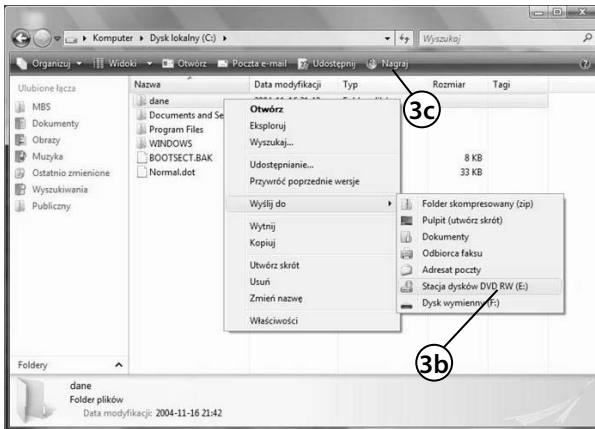 Komputer ▸ Dysk lokalny (C:) ▸ Wyszukaj
Organizuj Widoki Otwórz Poczta e-mail Udostępnij Nagraj
Ulubione łącza
MBS
Dokumenty
Obrazy
Muzyka
Ostatnio zmienione
Wyszukiwania
Publiczny
Foldery
Nazwa Data modyfikacji Typ Rozmiar Tagi
dane
Documents and Se
Program Files
WINDOWS
BOOTSECT.BAK 8 KB
Normal.dot 33 KB
3c
Otwórz
Eksploruj
Wyszukaj...
Udostępnianie...
Przywróć poprzednie wersje
Wyślij do
Wytnij
Kopiuj
Utwórz skrót
Usuń
Zmień nazwę
Właściwości
Folder skompresowany (zip)
Pulpit (utwórz skrót)
Dokumenty
Odbiorca faksu
Adresat poczty
Stacja dysków DVD RW (E:)
Dysk wymienny (F:)
3b
dane
Folder plików
Data modyfikacji: 2004-11-16 21:42